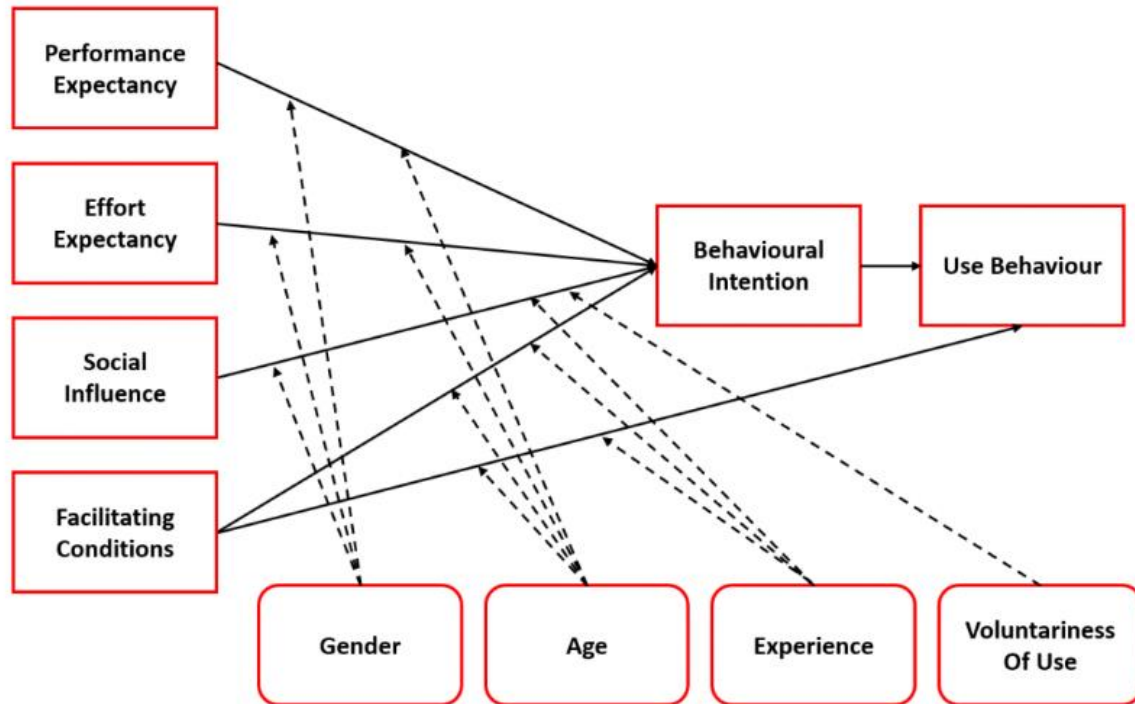 Performance
Expectancy
Effort
Expectancy
Behavioural
Intention
Use Behaviour
Social
Influence
Facilitating
Conditions
Gender
Age
Experience
Voluntariness
Of Use